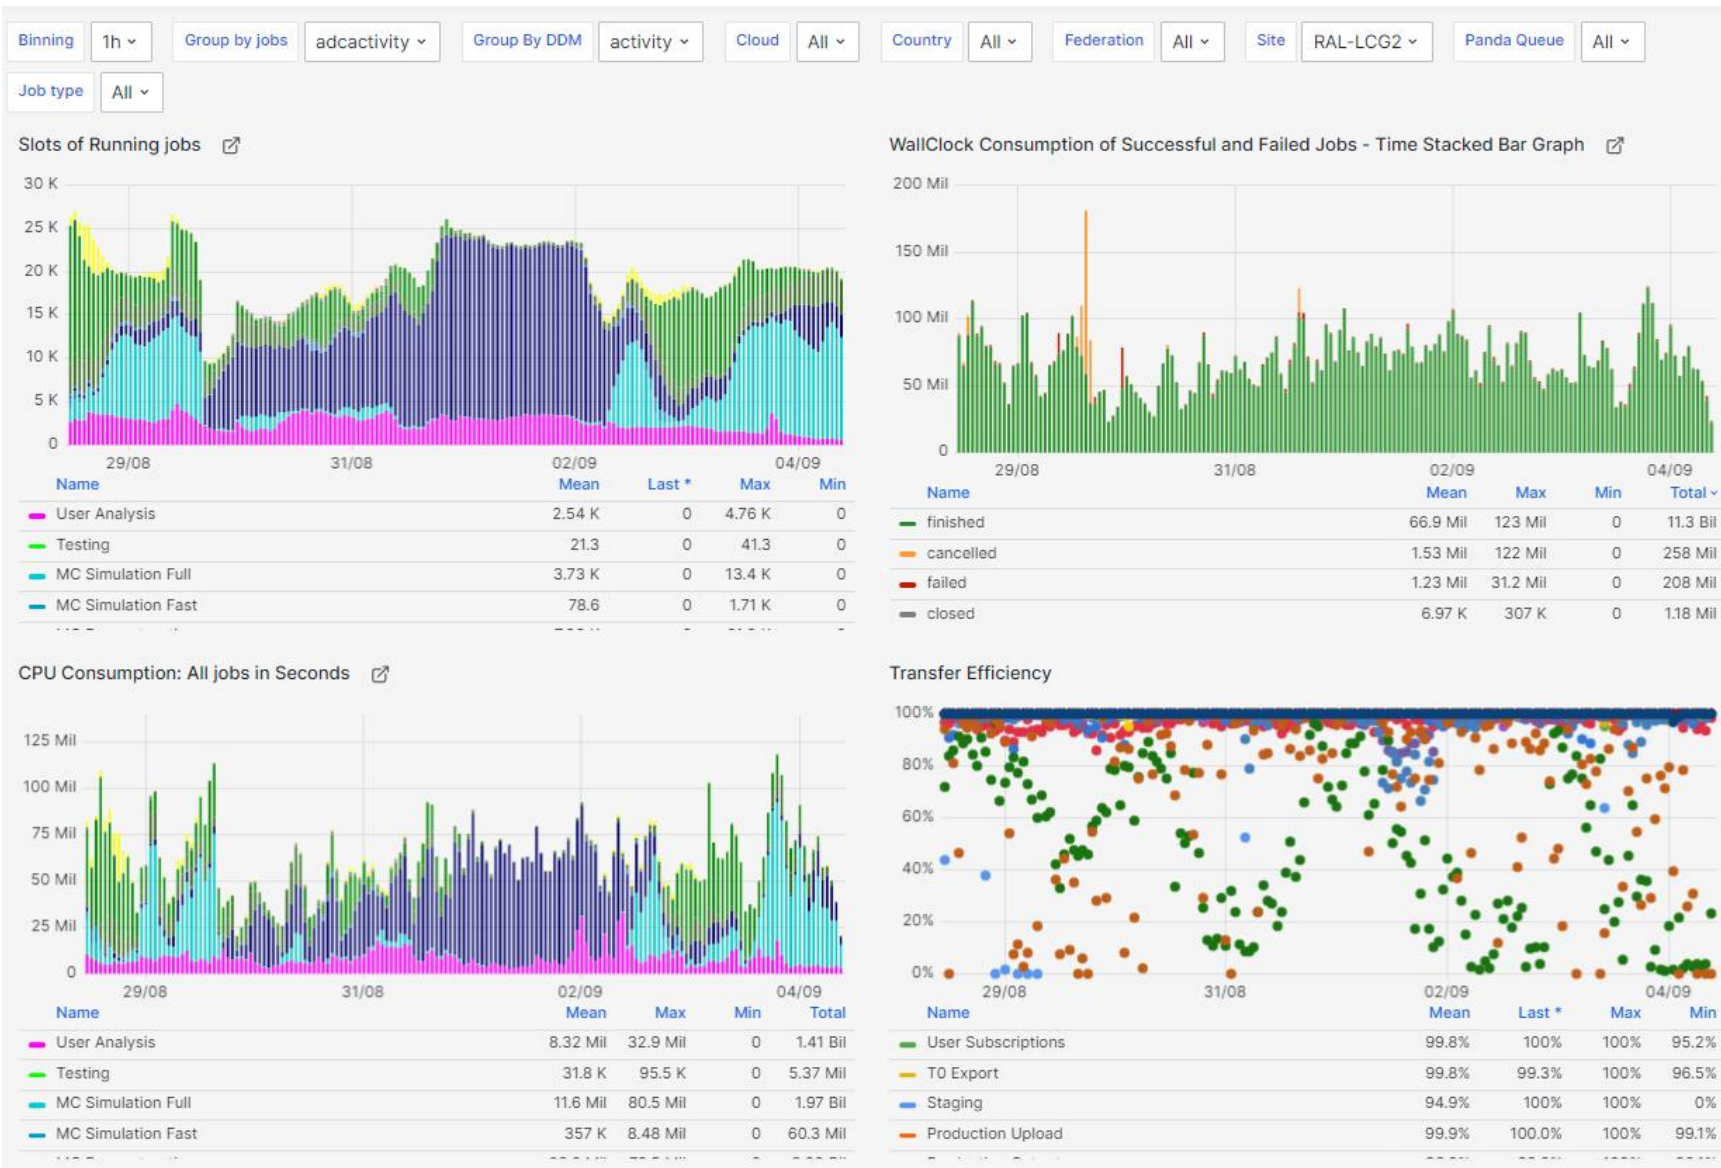 Binning 1h Group by jobs adcactivity Group By DDM activity Cloud All Country All Federation All Site RAL-LCG2 Panda Queue All
Job type All
Slots of Running jobs
30 K
25 K
20 K
15 K
10 K
5 K
0
29/08 31/08 02/09 04/09
Name Mean Last * Max Min
User Analysis 2.54 K 0 4.76 K 0
Testing 21.3 0 41.3 0
MC Simulation Full 3.73 K 0 13.4 K 0
MC Simulation Fast 78.6 0 1.71 K 0
WallClock Consumption of Successful and Failed Jobs - Time Stacked Bar Graph
200 Mil
150 Mil
100 Mil
50 Mil
0
29/08 31/08 02/09 04/09
Name Mean Max Min Total
finished 66.9 Mil 123 Mil 0 11.3 Bil
cancelled 1.53 Mil 122 Mil 0 258 Mil
failed 1.23 Mil 31.2 Mil 0 208 Mil
closed 6.97 K 307 K 0 1.18 Mil
CPU Consumption: All jobs in Seconds
125 Mil
100 Mil
75 Mil
50 Mil
25 Mil
0
29/08 31/08 02/09 04/09
Name Mean Max Min Total
User Analysis 8.32 Mil 32.9 Mil 0 1.41 Bil
Testing 31.8 K 95.5 K 0 5.37 Mil
MC Simulation Full 11.6 Mil 80.5 Mil 0 1.97 Bil
MC Simulation Fast 357 K 8.48 Mil 0 60.3 Mil
Transfer Efficiency
100%
80%
60%
40%
20%
0%
29/08 31/08 02/09 04/09
Name Mean Last * Max Min
User Subscriptions 99.8% 100% 100% 95.2%
T0 Export 99.8% 99.3% 100% 96.5%
Staging 94.9% 100% 100% 0%
Production Upload 99.9% 100.0% 100% 99.1%